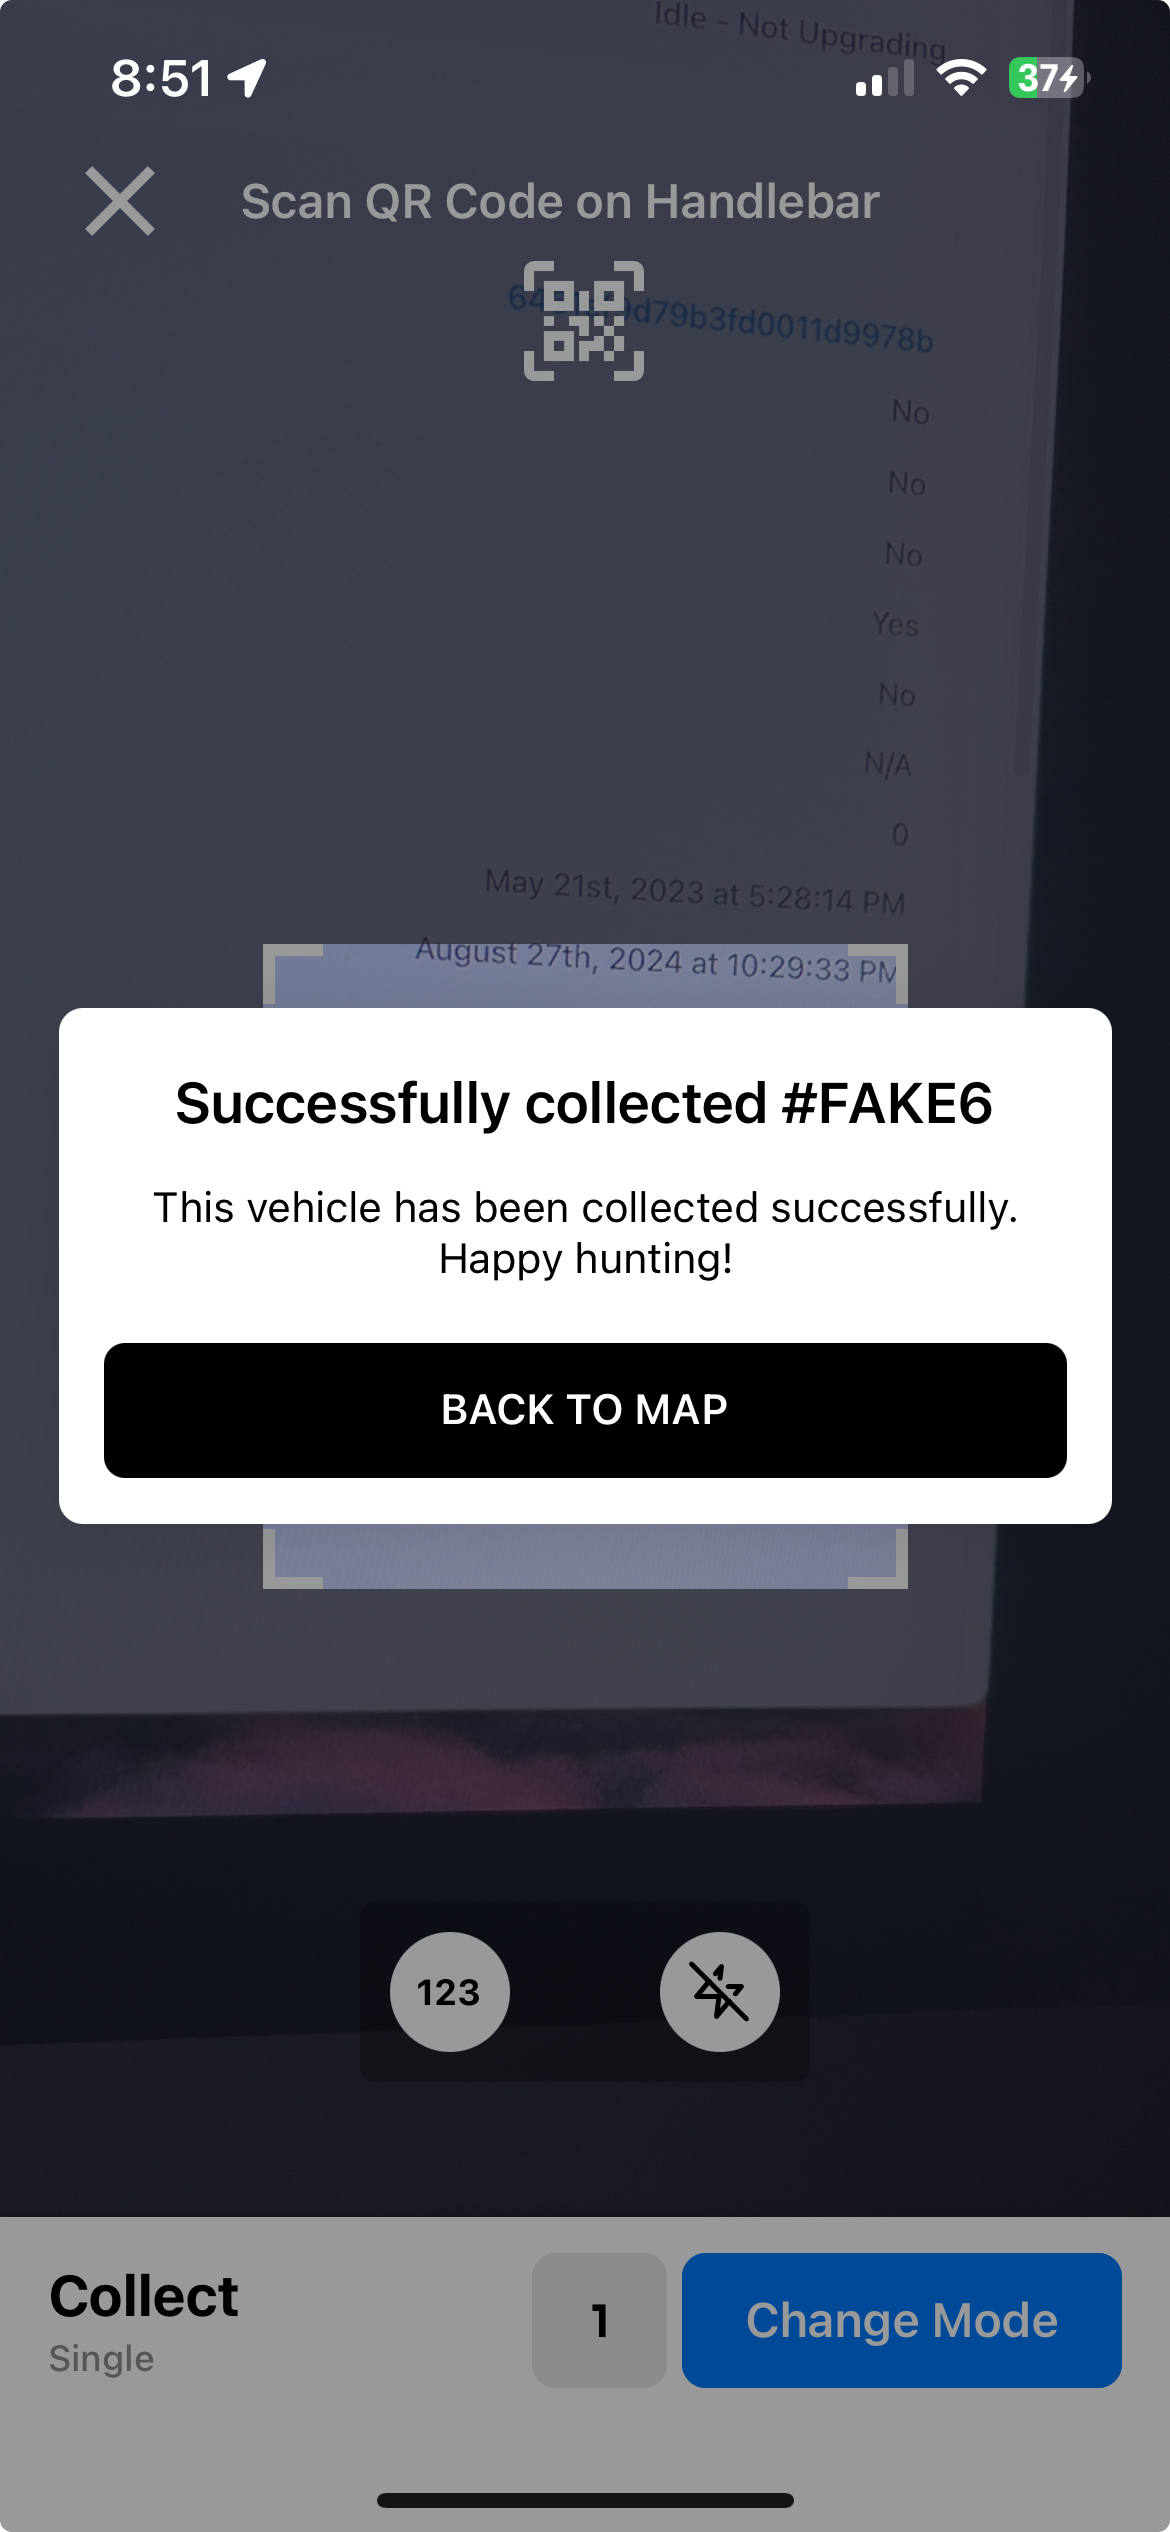 Idle - Not Upgrading
8:51
37
Scan QR Code on Handlebar
d79b3fd0011d9978b
No
No
No
Yes
No
N/A
0
May 21st, 2023 at 5:28:14 PM
August 27th, 2024 at 10:29:33 PM
Successfully collected #FAKE6
This vehicle has been collected successfully.
Happy hunting!
BACK TO MAP
123
Collect
Single
1
Change Mode